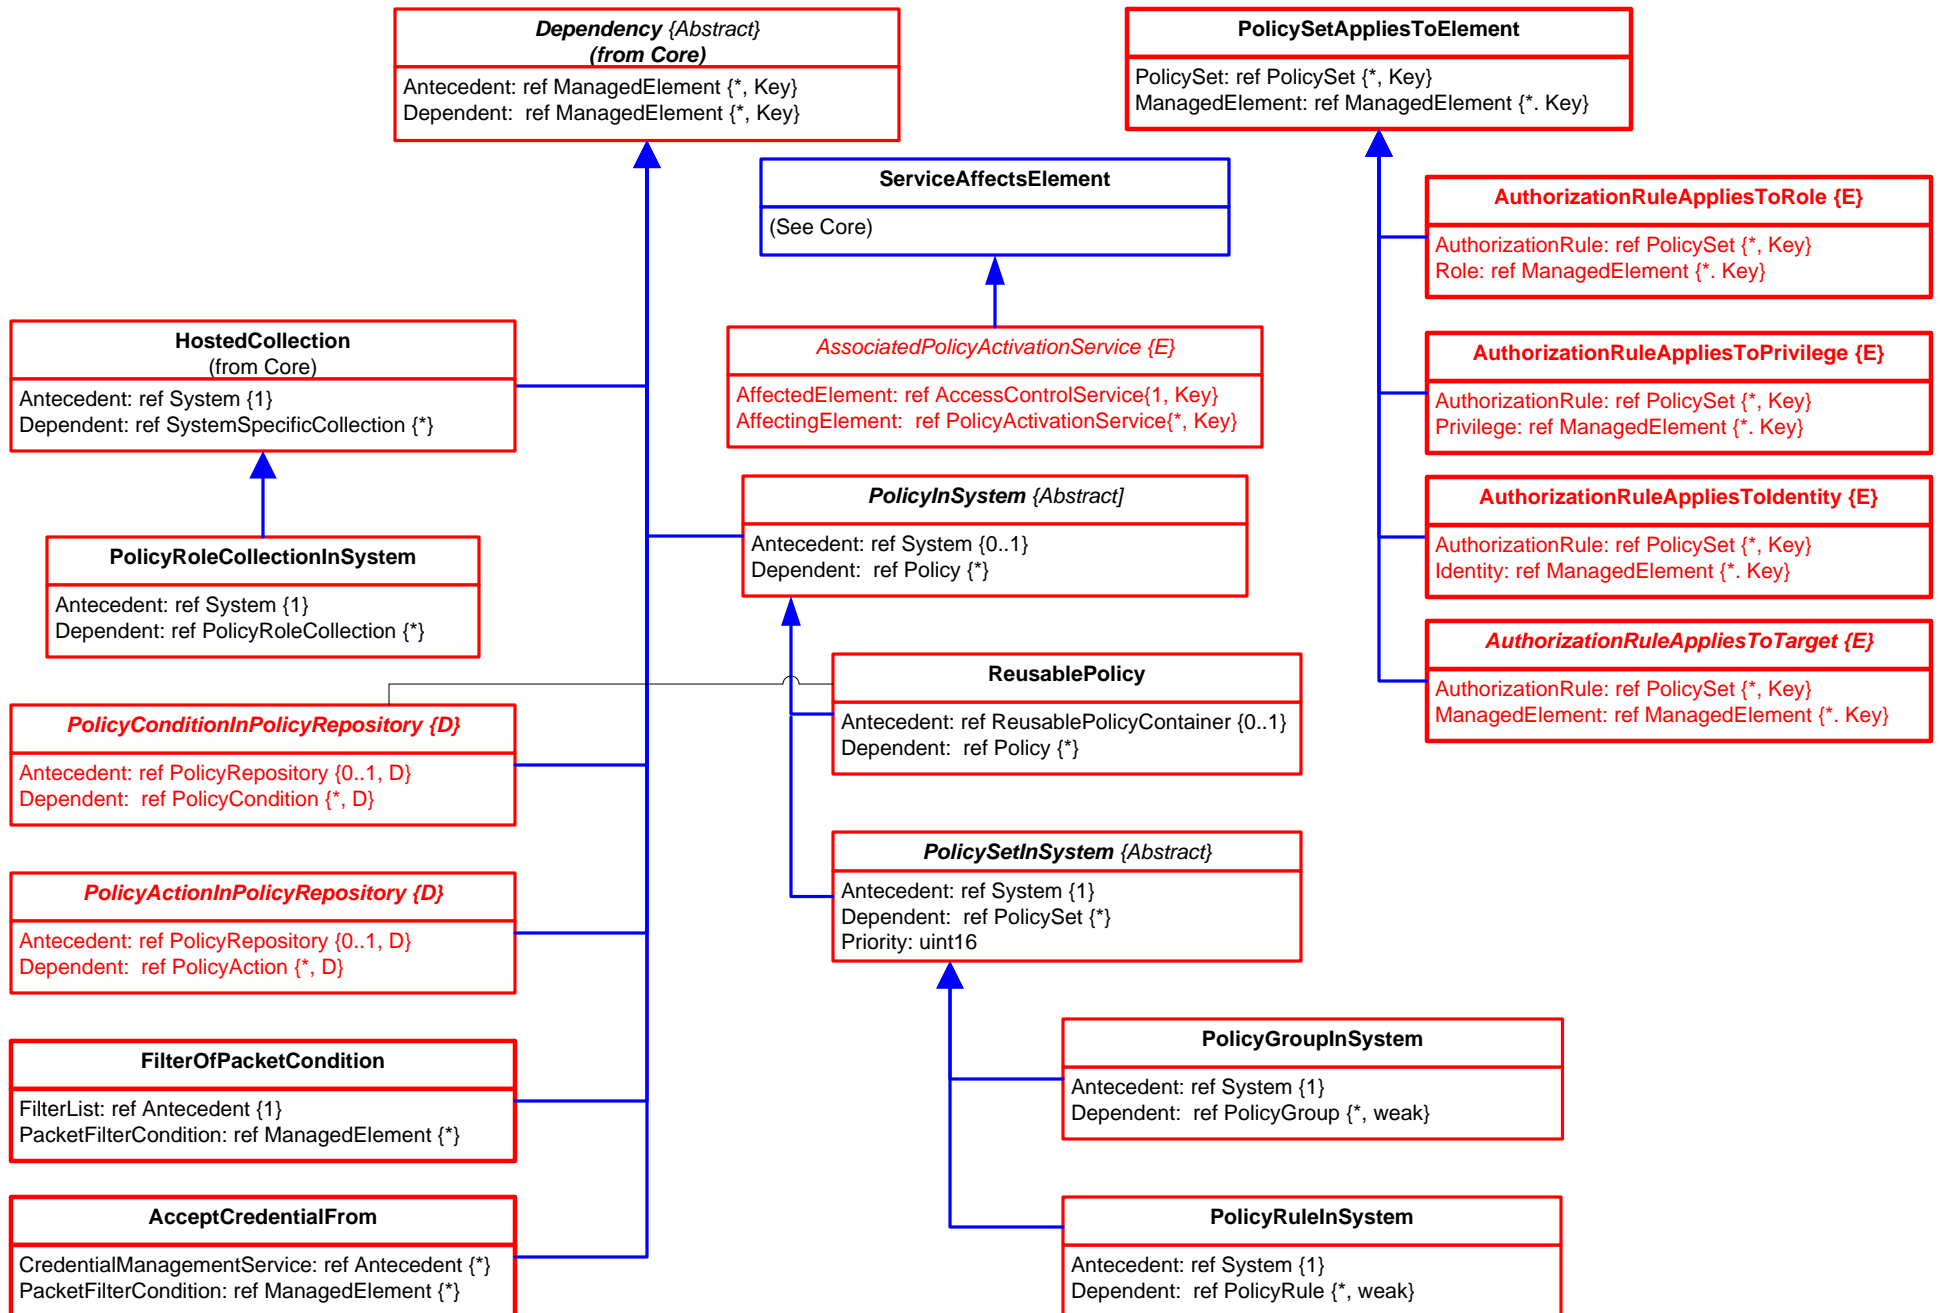 Dependency {Abstract}
(from Core)
Antecedent: ref ManagedElement {*, Key}
Dependent: ref ManagedElement {*, Key}
PolicySetAppliesToElement
PolicySet: ref PolicySet {*, Key}
ManagedElement: ref ManagedElement {*. Key}
ServiceAffectsElement
(See Core)
AuthorizationRuleAppliesToRole {E}
AuthorizationRule: ref PolicySet {*, Key}
Role: ref ManagedElement {*. Key}
HostedCollection
(from Core)
Antecedent: ref System {1}
Dependent: ref SystemSpecificCollection {*}
AssociatedPolicyActivationService {E}
AffectedElement: ref AccessControlService{1, Key}
AffectingElement: ref PolicyActivationService{*, Key}
AuthorizationRuleAppliesToPrivilege {E}
AuthorizationRule: ref PolicySet {*, Key}
Privilege: ref ManagedElement {*. Key}
PolicyInSystem {Abstract]
Antecedent: ref System {0..1}
Dependent: ref Policy {*}
AuthorizationRuleAppliesToIdentity {E}
AuthorizationRule: ref PolicySet {*, Key}
Identity: ref ManagedElement {*. Key}
PolicyRoleCollectionInSystem
Antecedent: ref System {1}
Dependent: ref PolicyRoleCollection {*}
AuthorizationRuleAppliesToTarget {E}
AuthorizationRule: ref PolicySet {*, Key}
ManagedElement: ref ManagedElement {*. Key}
ReusablePolicy
Antecedent: ref ReusablePolicyContainer {0..1}
Dependent: ref Policy {*}
PolicyConditionInPolicyRepository {D}
Antecedent: ref PolicyRepository {0..1, D}
Dependent: ref PolicyCondition {*, D}
PolicySetInSystem {Abstract}
Antecedent: ref System {1}
Dependent: ref PolicySet {*}
Priority: uint16
PolicyActionInPolicyRepository {D}
Antecedent: ref PolicyRepository {0..1, D}
Dependent: ref PolicyAction {*, D}
PolicyGroupInSystem
Antecedent: ref System {1}
Dependent: ref PolicyGroup {*, weak}
FilterOfPacketCondition
FilterList: ref Antecedent {1}
PacketFilterCondition: ref ManagedElement {*}
AcceptCredentialFrom
CredentialManagementService: ref Antecedent {*}
PacketFilterCondition: ref ManagedElement {*}
PolicyRuleInSystem
Antecedent: ref System {1}
Dependent: ref PolicyRule {*, weak}